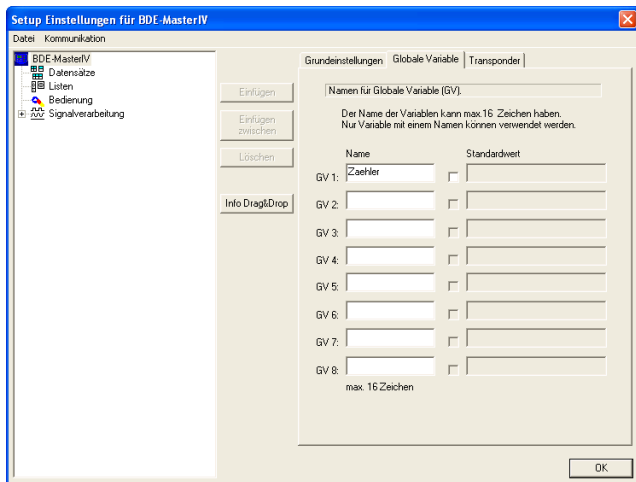 Setup Einstellungen für BDE-MasterIV
Datei Kommunikation
BDE-MasterIV
Datensätze
Listen
Bedienung
Signalverarbeitung
Einfügen
Einfügen
zwischen
Löschen
Info Drag&Drop
Grundeinstellungen Globale Variable Transponder
Namen für Globale Variable (GV).
Der Name der Variablen kann max.16 Zeichen haben.
Nur Variable mit einem Namen können verwendet werden.
Name Standardwert
GV 1: Zaehler
GV 2:
GV 3:
GV 4:
GV 5:
GV 6:
GV 7:
GV 8:
max. 16 Zeichen
OK